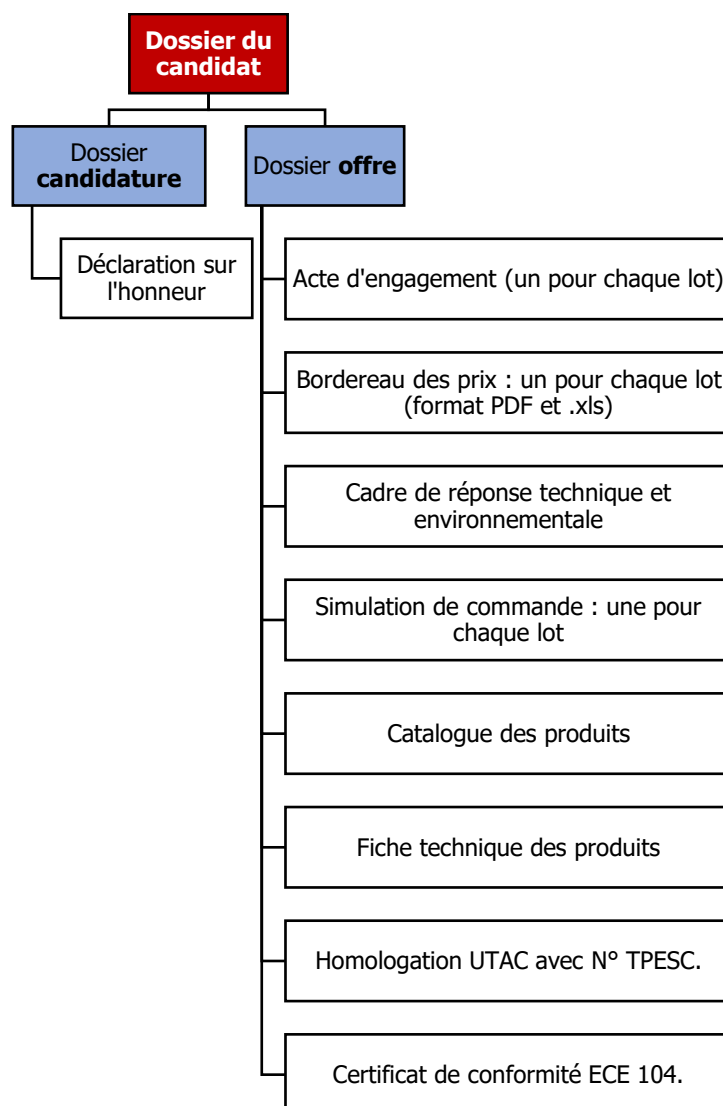 Dossier du
candidat
Dossier
candidature
Dossier offre
Déclaration sur
l'honneur
Acte d'engagement (un pour chaque lot)
Bordereau des prix : un pour chaque lot
(format PDF et .xls)
Cadre de réponse technique et
environnementale
Simulation de commande : une pour
chaque lot
Catalogue des produits
Fiche technique des produits
Homologation UTAC avec N° TPESC.
Certificat de conformité ECE 104.